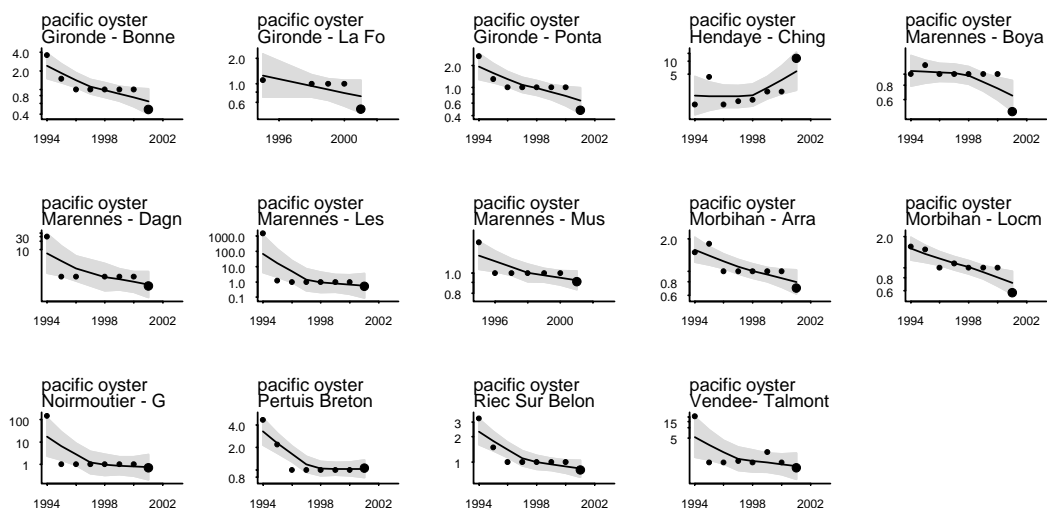 pacific oyster
Gironde - Bonne
4.0
2.0
0.8
0.4
1994
1998
2002
pacific oyster
Gironde - La Fo
2.0
1.0
0.6
1996
2000
pacific oyster
Gironde - Ponta
2.0
1.0
0.6
0.4
1994
1998
2002
pacific oyster
Hendaye - Ching
10
5
1994
1998
2002
pacific oyster
Marennes - Boya
0.8
0.6
1994
1998
2002
pacific oyster
Marennes - Dagn
30
10
1994
1998
2002
pacific oyster
Marennes - Les
1000.0
100.0
10.0
1.0
0.1
1994
1998
2002
pacific oyster
Marennes - Mus
1.0
0.8
1996
2000
pacific oyster
Morbihan - Arra
2.0
0.8
0.6
1994
1998
2002
pacific oyster
Morbihan - Locm
2.0
0.8
0.6
1994
1998
2002
pacific oyster
Noirmoutier - G
100
10
1
1994
1998
2002
pacific oyster
Pertuis Breton
4.0
2.0
0.8
1994
1998
2002
pacific oyster
Riec Sur Belon
3
2
1
1994
1998
2002
pacific oyster
Vendee- Talmont
15
5
1994
1998
2002